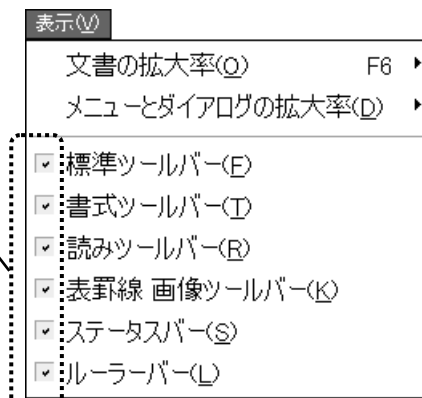 表示(V)
文書の拡大率(O) F6
メニューとダイアログの拡大率(D)
標準ツールバー(F)
書式ツールバー(T)
読みツールバー(R)
表罫線 画像ツールバー(K)
ステータスバー(S)
ルーラーバー(L)